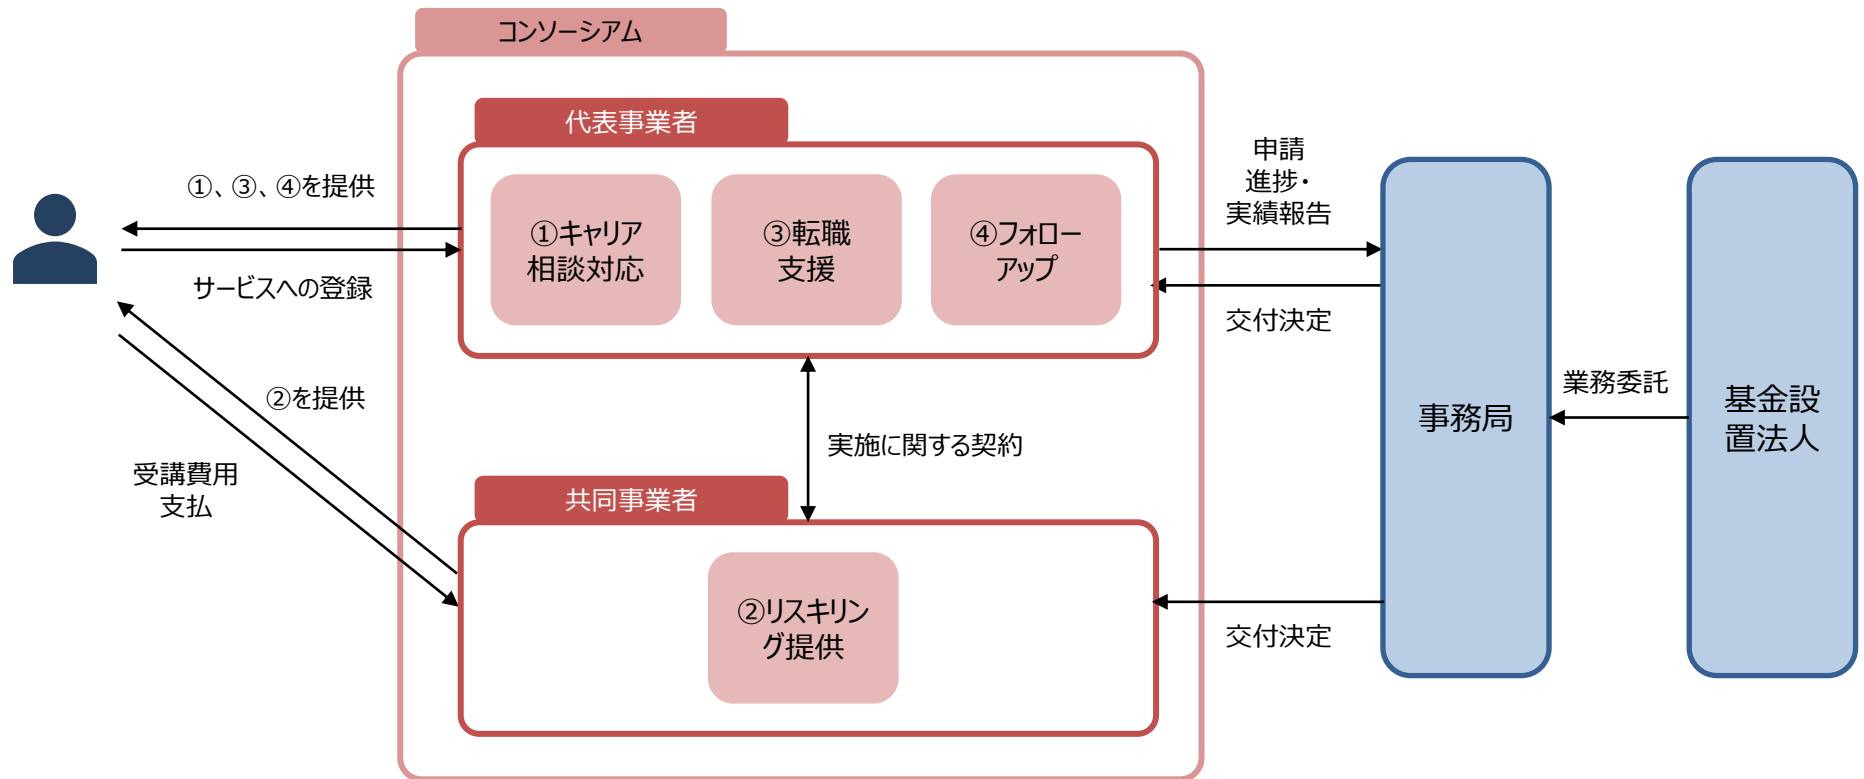 コンソーシアム
代表事業者
①、③、④を提供
サービスへの登録
①キャリア
相談対応
③転職
支援
④フォロー
アップ
申請
進捗・
実績報告
交付決定
業務委託
事務局
基金設
置法人
②を提供
受講費用
支払
実施に関する契約
共同事業者
②リスキリン
グ提供
交付決定